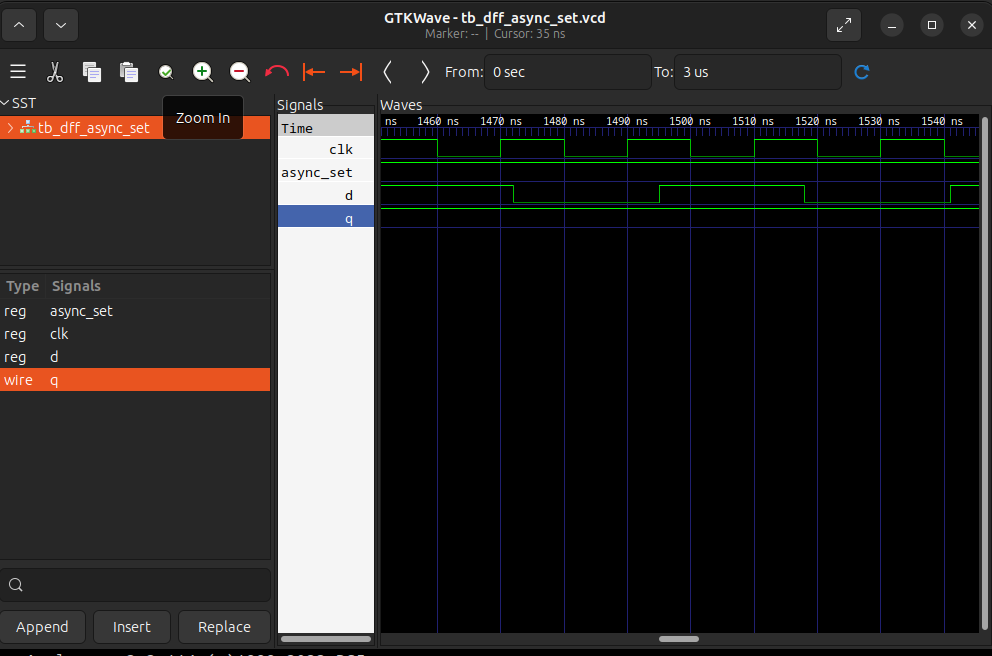 GTKWave - tb_dff_async_set.vcd
Marker: -- | Cursor: 35 ns
From: 0 sec To: 3 us
SST
tb_dff_async_set
Zoom In
Type Signals
reg async_set
reg clk
reg d
wire q
Append Insert Replace
Signals
Time
clk
async_set
d
q
Waves
ns 1460 ns 1470 ns 1480 ns 1490 ns 1500 ns 1510 ns 1520 ns 1530 ns 1540 ns